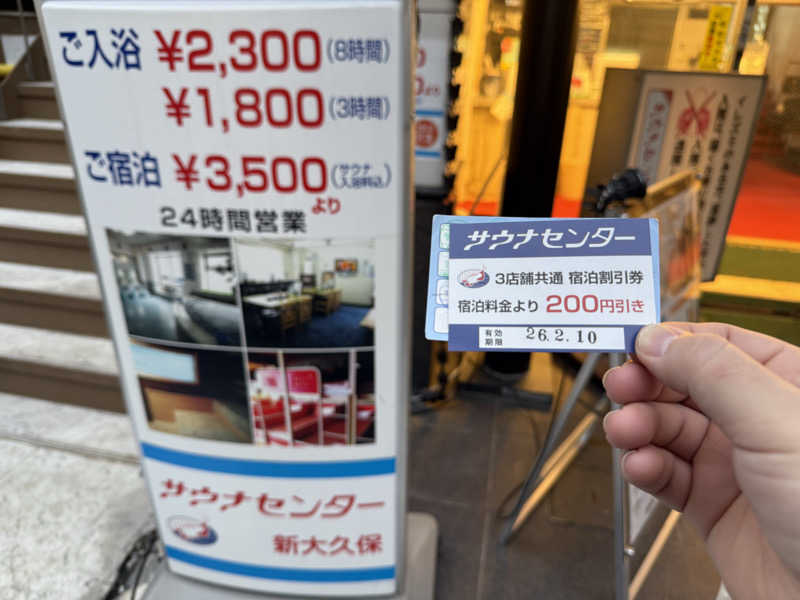 ご入浴 ¥2,300(8時間)
¥1,800(3時間)
ご宿泊 ¥3,500(サウナ入浴料込)
より
24時間営業
サウナセンター
新大久保
サウナセンター
3店舗共通 宿泊割引券
宿泊料金より 200円引き
有効期限 26.2.10